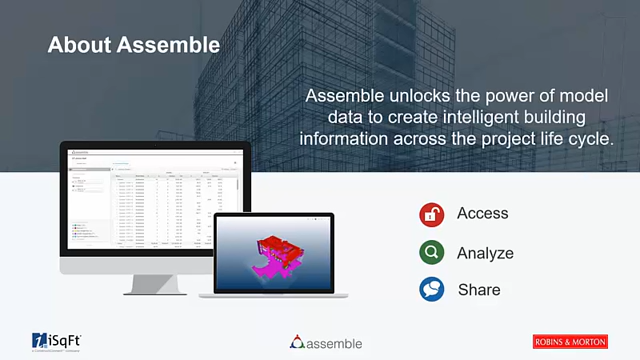 About Assemble
Assemble unlocks the power of model
data to create intelligent building
information across the project life cycle.
Access
Analyze
Share
iSqFt
assemble
ROBINS & MORTON